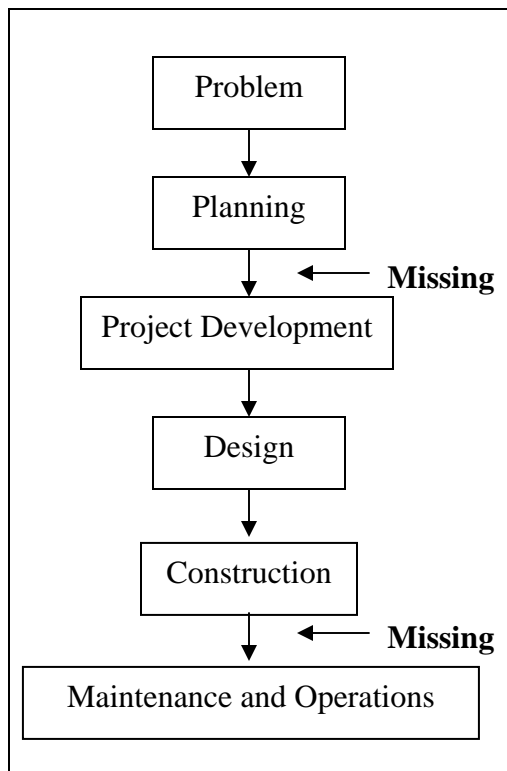 Problem
Planning
Missing
Project Development
Design
Construction
Missing
Maintenance and Operations